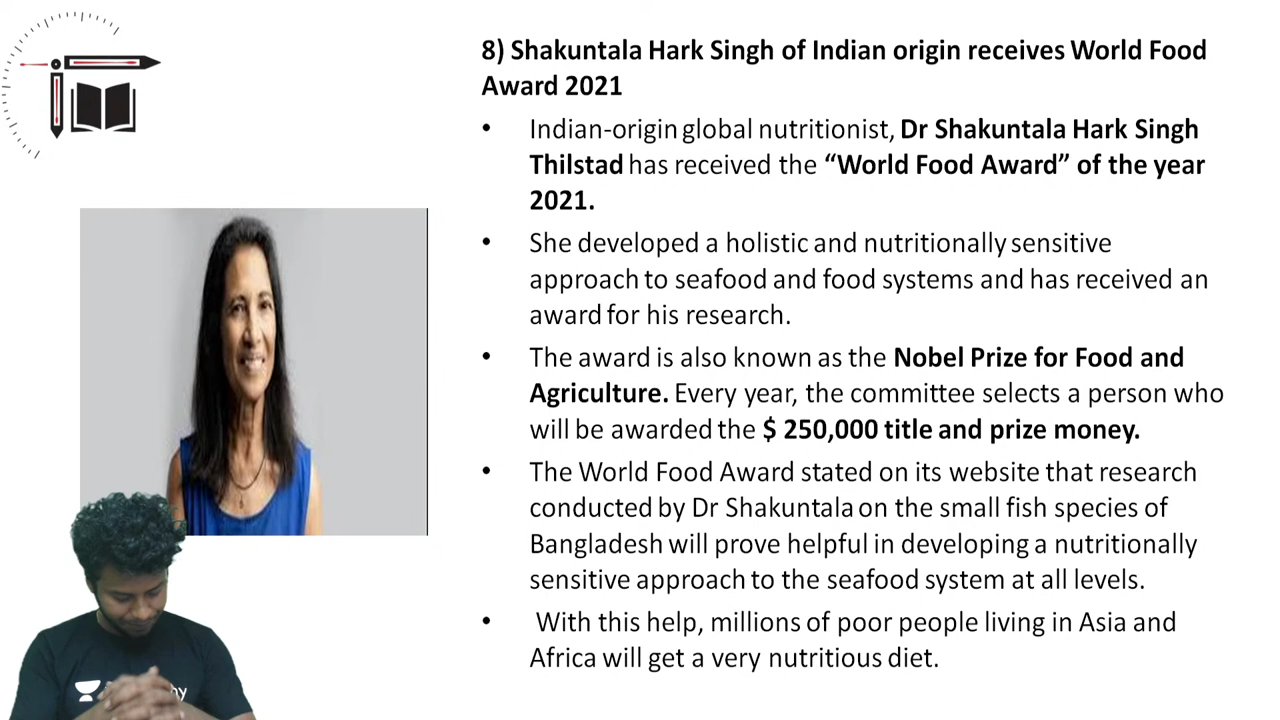 8) Shakuntala Hark Singh of Indian origin receives World Food
Award 2021
• Indian-origin global nutritionist, Dr Shakuntala Hark Singh
Thilstad has received the “World Food Award” of the year
2021.
• She developed a holistic and nutritionally sensitive
approach to seafood and food systems and has received an
award for his research.
• The award is also known as the Nobel Prize for Food and
Agriculture. Every year, the committee selects a person who
will be awarded the $ 250,000 title and prize money.
• The World Food Award stated on its website that research
conducted by Dr Shakuntala on the small fish species of
Bangladesh will prove helpful in developing a nutritionally
sensitive approach to the seafood system at all levels.
• With this help, millions of poor people living in Asia and
Africa will get a very nutritious diet.